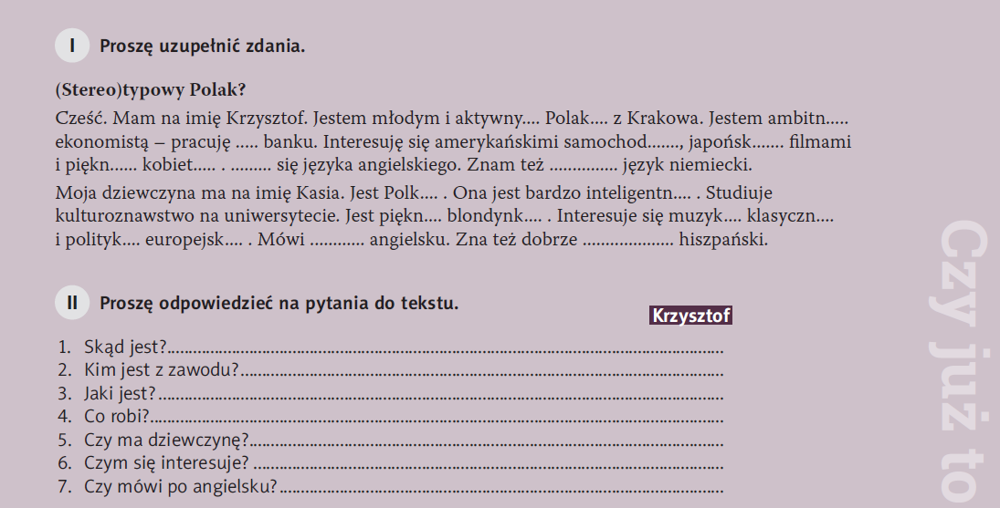 I Proszę uzupełnić zdania.
(Stereo)typowy Polak?
Cześć. Mam na imię Krzysztof. Jestem młodym i aktywny.... Polak.... z Krakowa. Jestem ambitn.....
ekonomistą – pracuję ..... banku. Interesuję się amerykańskimi samochod......., japońsk....... filmami
i piękn...... kobiet...... . ......... się języka angielskiego. Znam też ............... język niemiecki.
Moja dziewczyna ma na imię Kasia. Jest Polk.... . Ona jest bardzo inteligentn.... . Studiuje
kulturoznawstwo na uniwersytecie. Jest piękn.... blondynk.... . Interesuje się muzyk.... klasyczn....
i polityk.... europejsk.... . Mówi ............ angielsku. Zna też dobrze .................... hiszpański.
II Proszę odpowiedzieć na pytania do tekstu.
Krzysztof
1. Skąd jest?..........................................................................................
2. Kim jest z zawodu?..........................................................................................
3. Jaki jest?..........................................................................................
4. Co robi?..........................................................................................
5. Czy ma dziewczynę?..........................................................................................
6. Czym się interesuje? ..........................................................................................
7. Czy mówi po angielsku?..........................................................................................
Czy już to